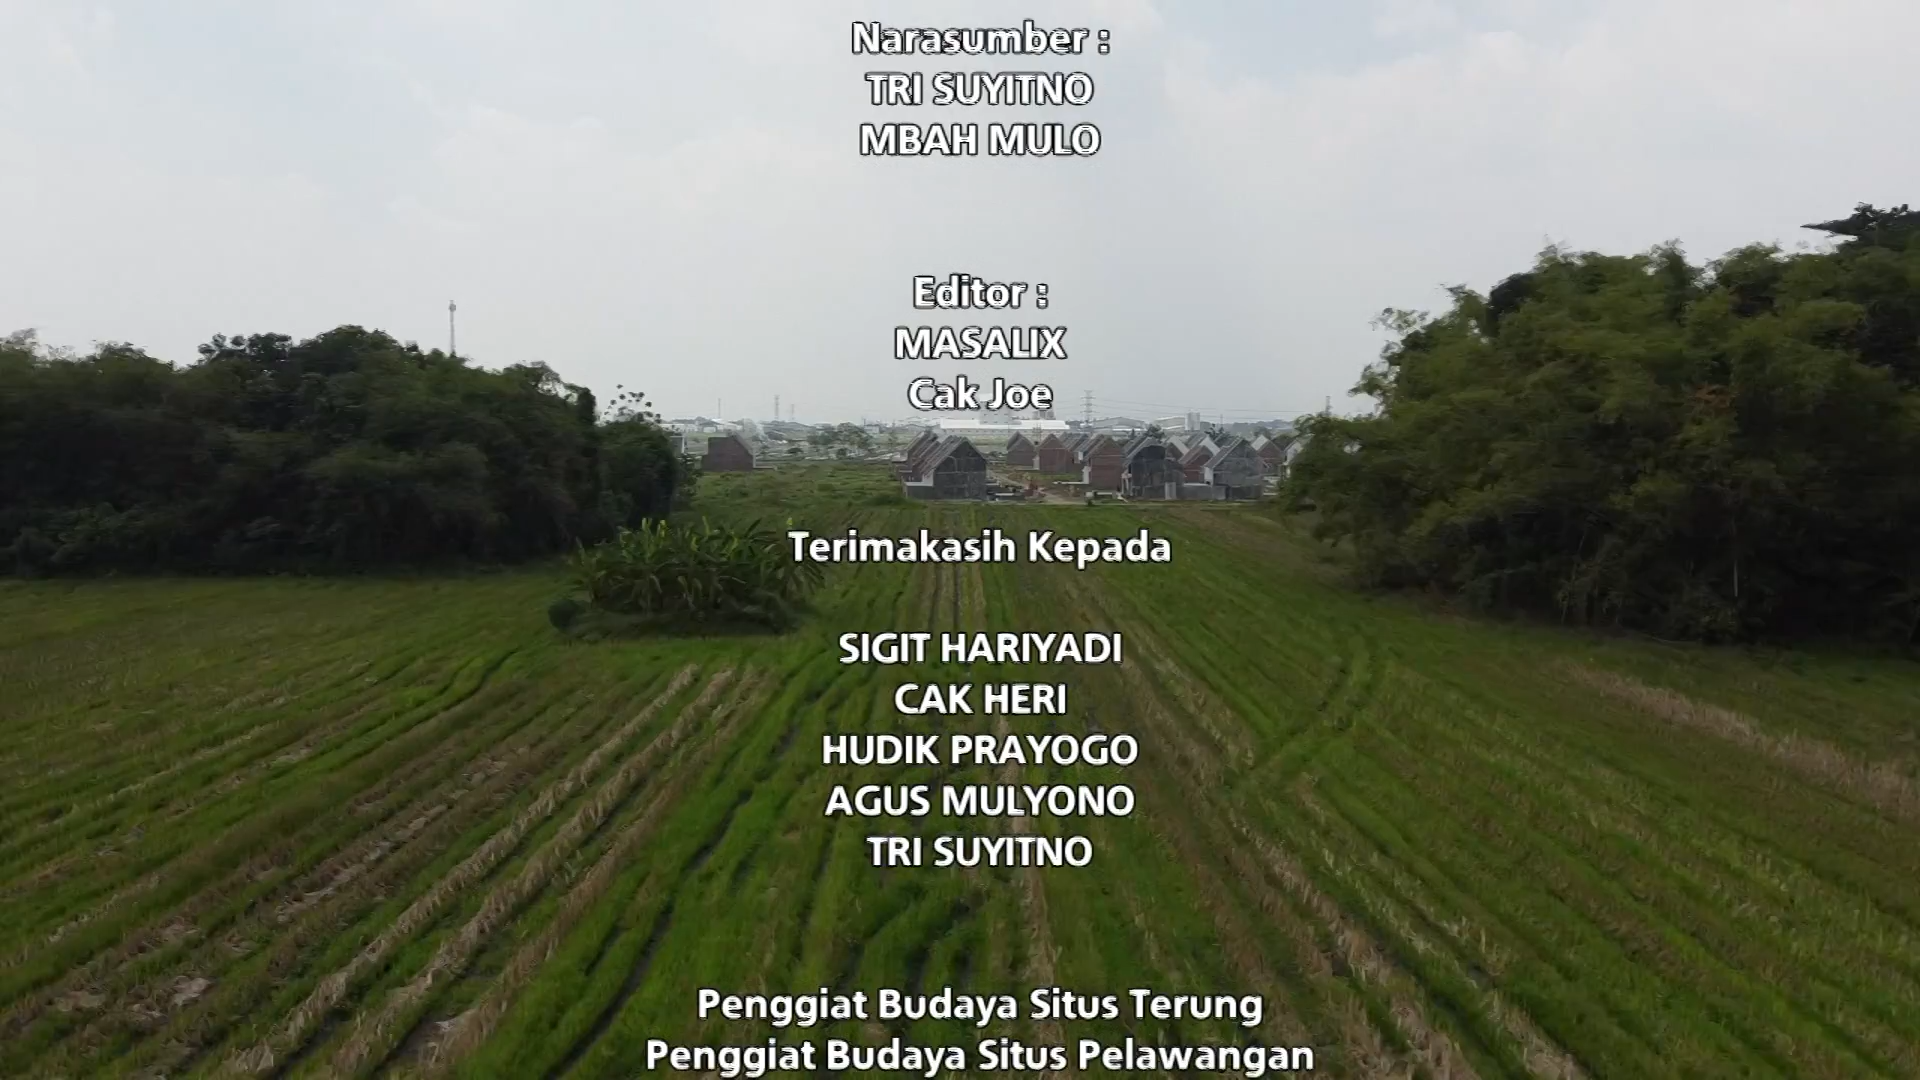 Narasumber :
TRI SUYITNO
MBAH MULO
Editor :
MASALIX
Cak Joe
Terimakasih Kepada
SIGIT HARIYADI
CAK HERI
HUDIK PRAYOGO
AGUS MULYONO
TRI SUYITNO
Penggiat Budaya Situs Terung
Penggiat Budaya Situs Pelawangan